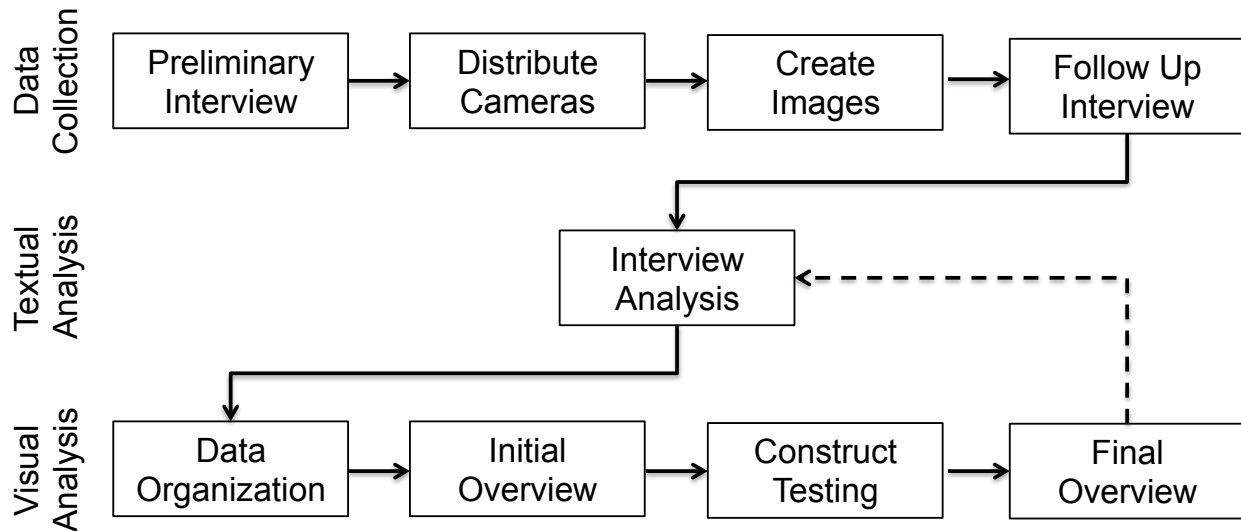 Data
Collection
Preliminary
Interview
Distribute
Cameras
Create
Images
Follow Up
Interview
Textual
Analysis
Interview
Analysis
Visual
Analysis
Data
Organization
Initial
Overview
Construct
Testing
Final
Overview